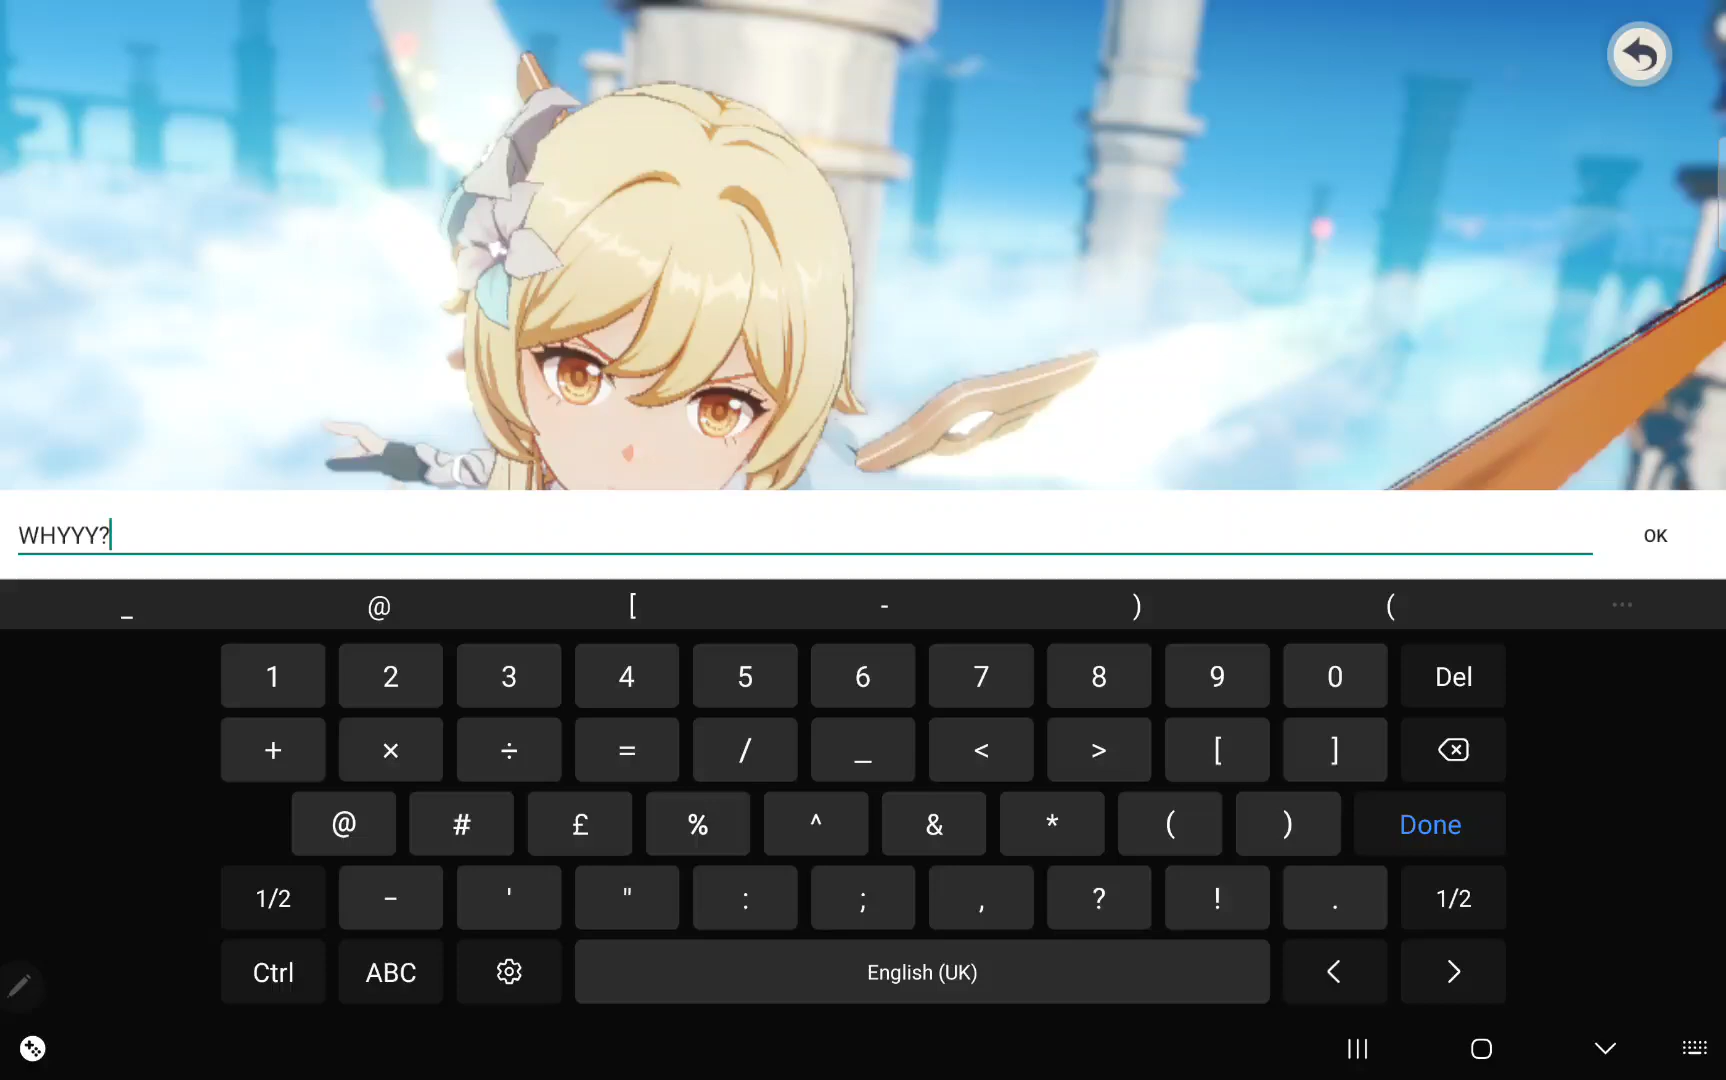 WHYYY?
OK
_ @ [ - ) ( ...
1 2 3 4 5 6 7 8 9 0 Del
+ × ÷ = / _ < > [ ]
@ # £ % ^ & * ( ) Done
1/2 - ' " : ; , ? ! . 1/2
Ctrl ABC English (UK) < >